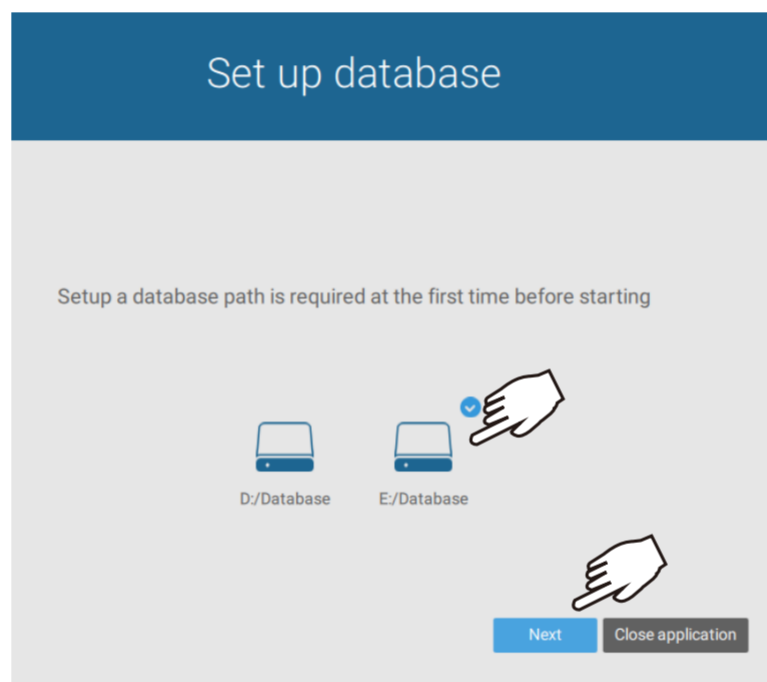 Set up database
Setup a database path is required at the first time before starting
D:/Database
E:/Database
Next
Close application